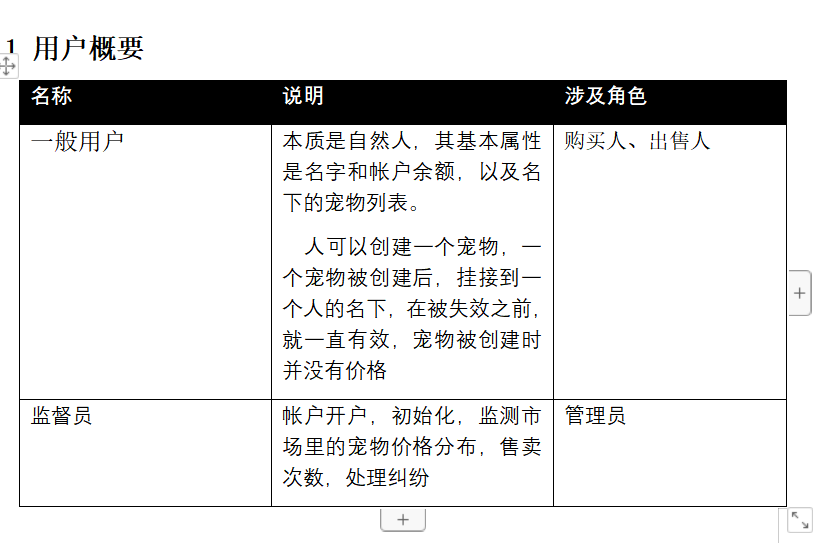 1 用户概要
名称 说明 涉及角色
一般用户 本质是自然人，其基本属性 购买人、出售人
是名字和帐户余额，以及名
下的宠物列表。
人可以创建一个宠物，一
个宠物被创建后，挂接到一
个人的名下，在被失效之前，
就一直有效，宠物被创建时
并没有价格
监督员 帐户开户，初始化，监测市 管理员
场里的宠物价格分布，售卖
次数，处理纠纷